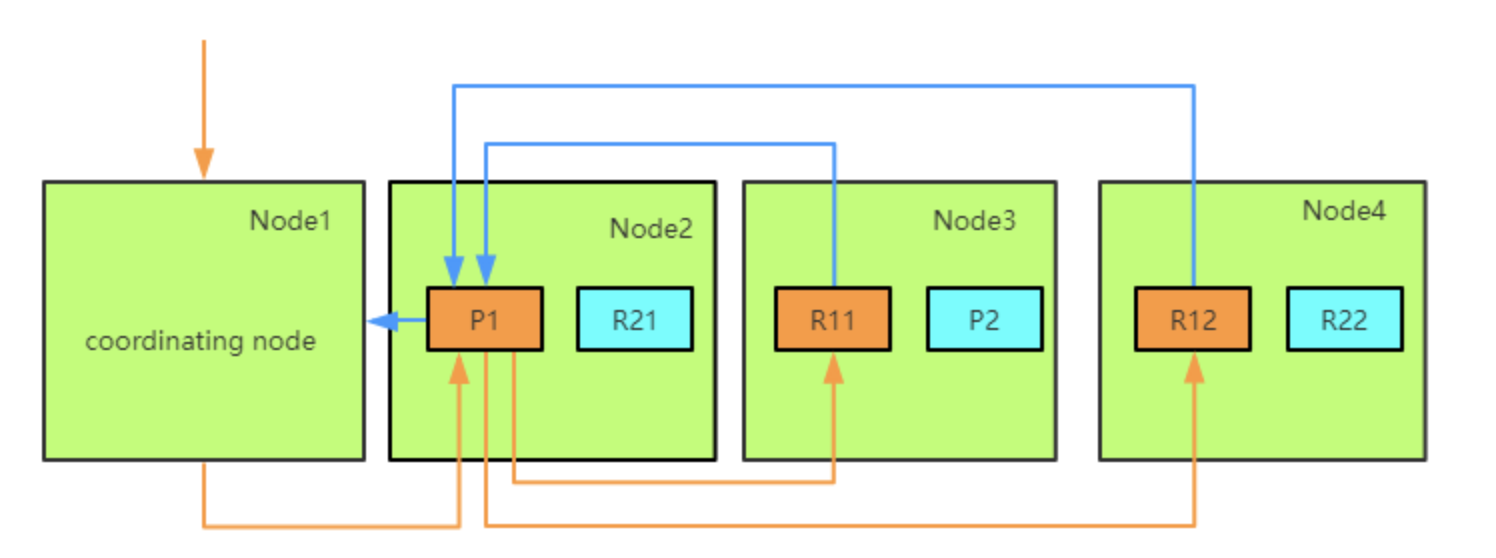 Node1
coordinating node
Node2
P1
R21
Node3
R11
P2
Node4
R12
R22